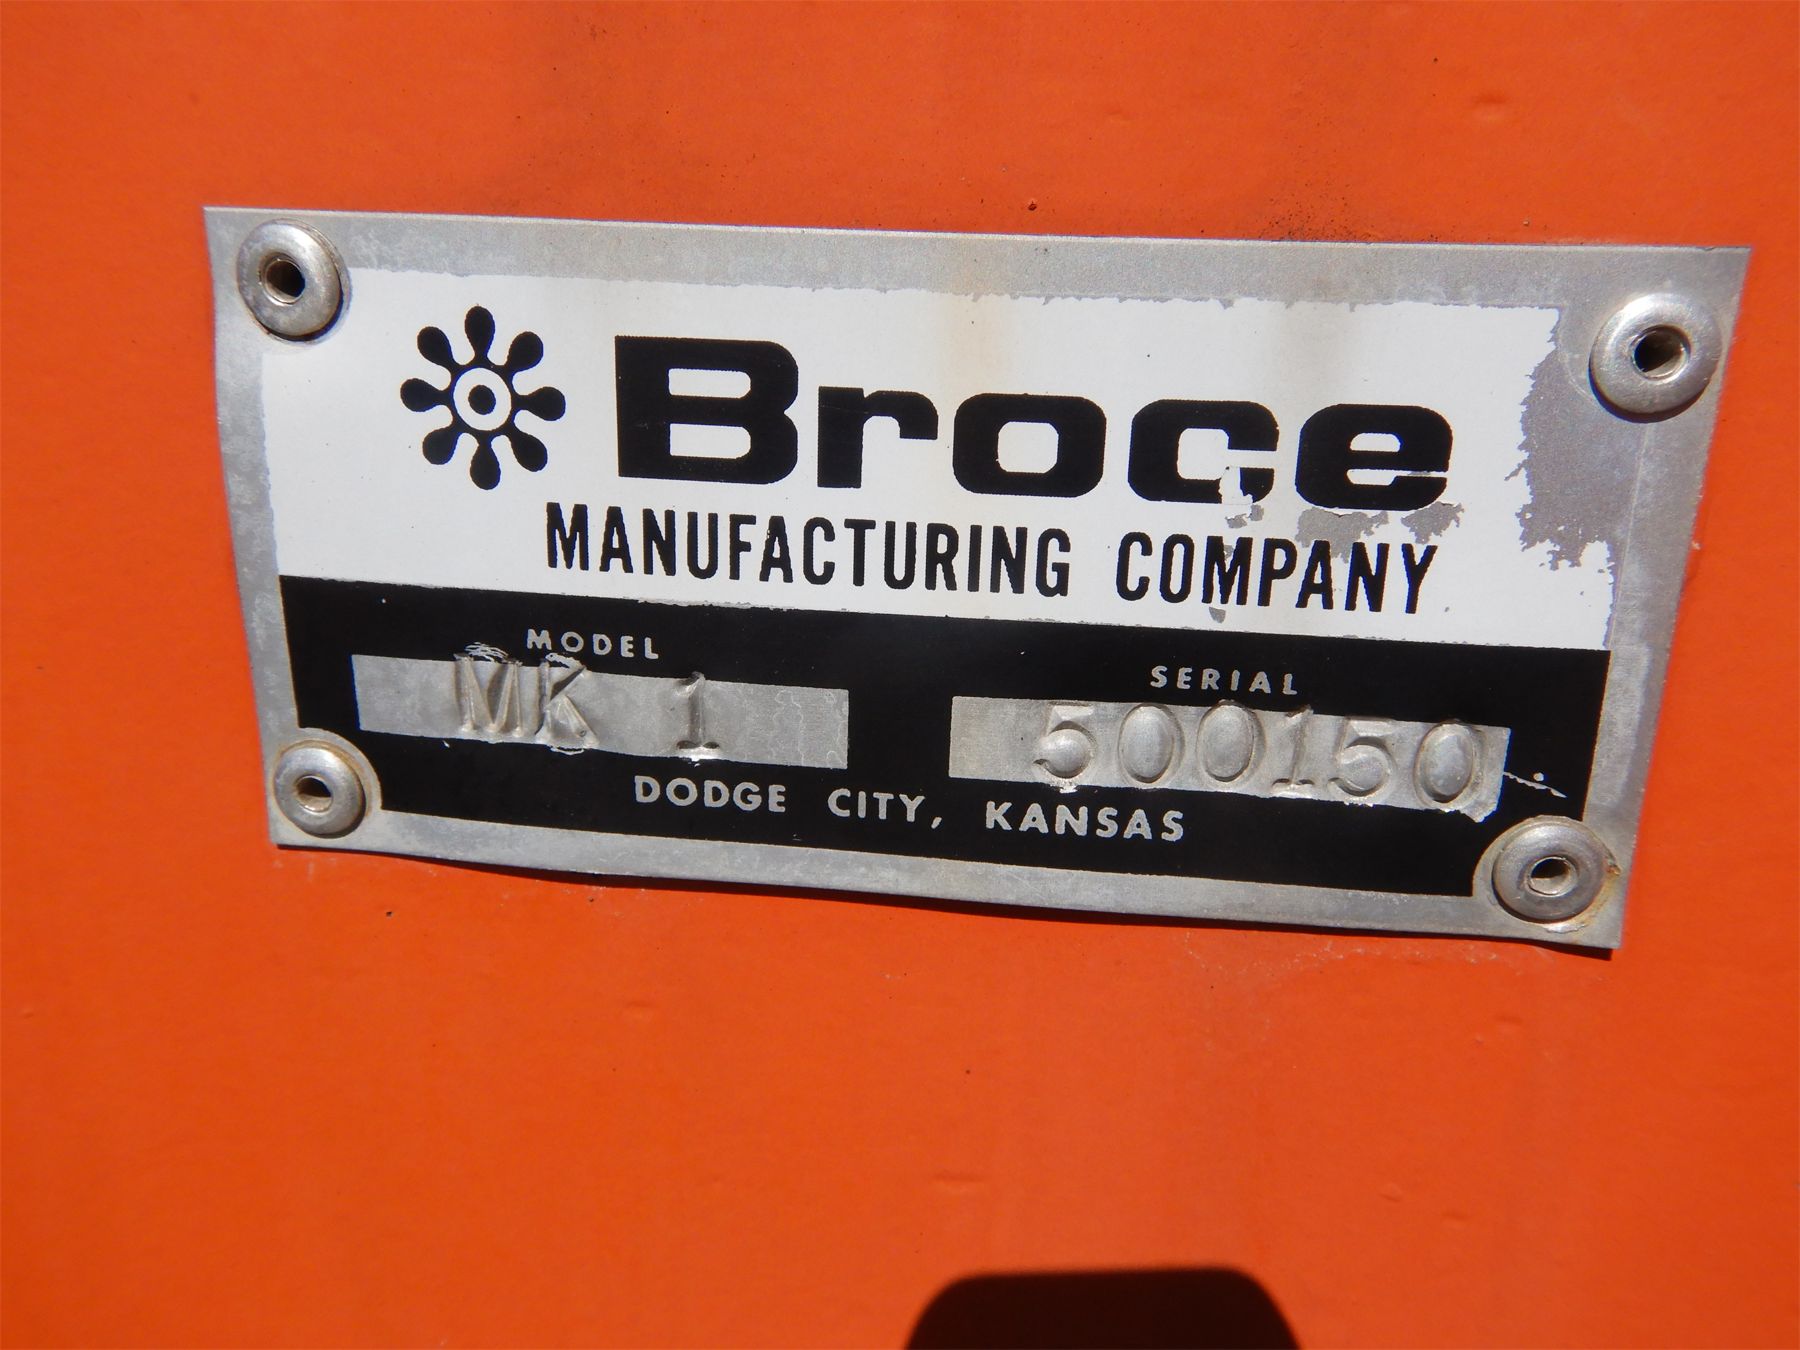 Broce
MANUFACTURING COMPANY
MODEL
MK 1
SERIAL
500150
DODGE CITY, KANSAS